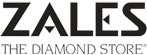 ZALES
THE DIAMOND STORE®